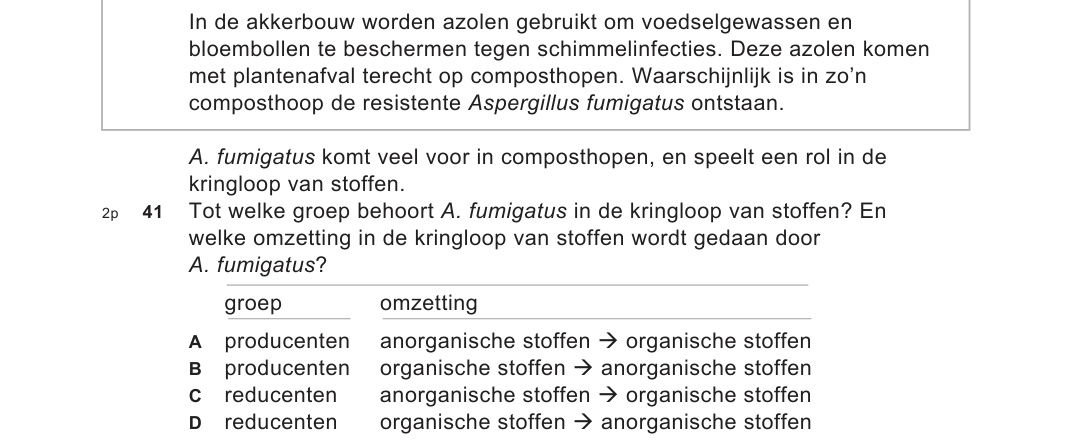 In de akkerbouw worden azolen gebruikt om voedselgewassen en
bloembollen te beschermen tegen schimmelinfecties. Deze azolen komen
met plantenafval terecht op composthopen. Waarschijnlijk is in zo’n
composthoop de resistente Aspergillus fumigatus ontstaan.
A. fumigatus komt veel voor in composthopen, en speelt een rol in de
kringloop van stoffen.
2p 41 Tot welke groep behoort A. fumigatus in de kringloop van stoffen? En
welke omzetting in de kringloop van stoffen wordt gedaan door
A. fumigatus?
groep omzetting
A producenten anorganische stoffen → organische stoffen
B producenten organische stoffen → anorganische stoffen
C reducenten anorganische stoffen → organische stoffen
D reducenten organische stoffen → anorganische stoffen